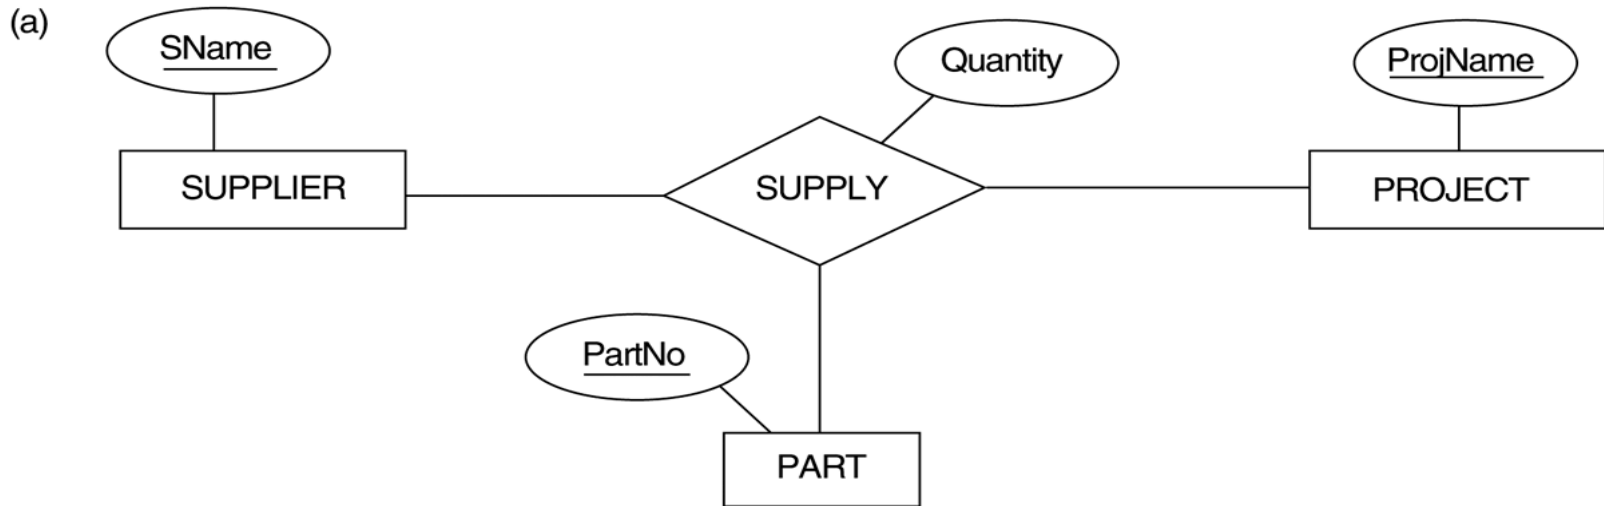 (a)
SName
Quantity
ProjName
SUPPLIER
SUPPLY
PROJECT
PartNo
PART